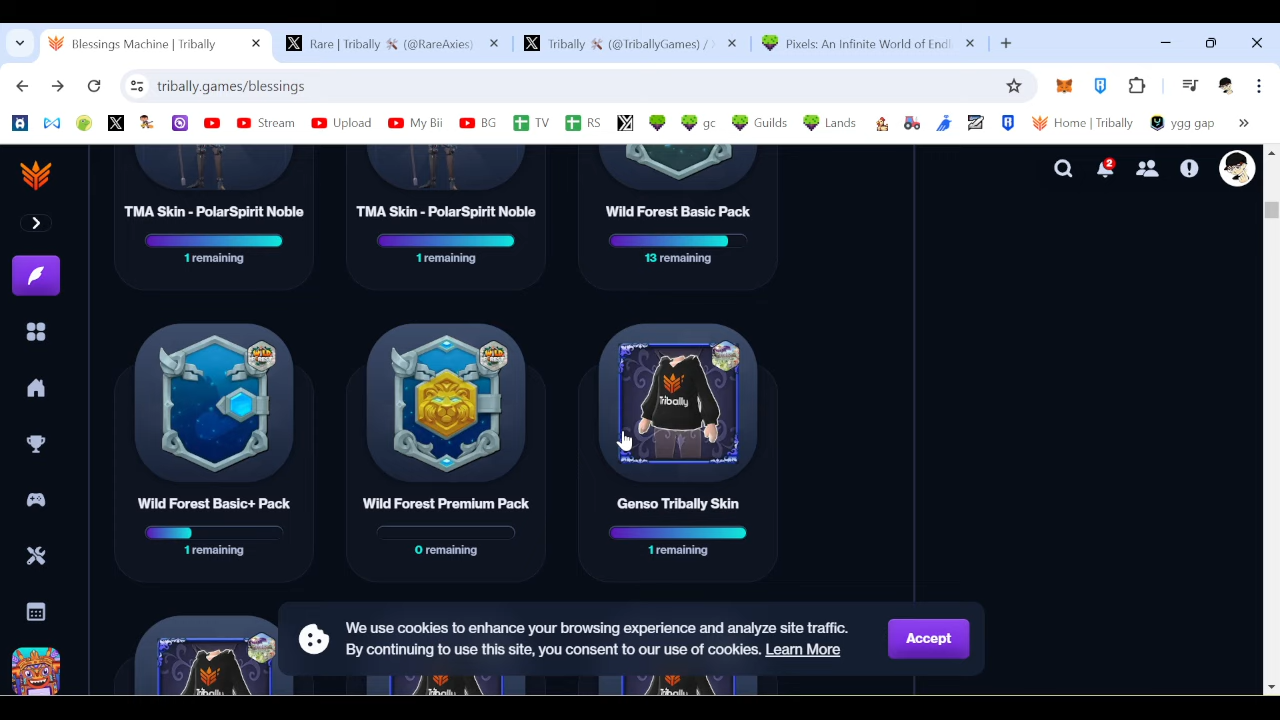 Blessings Machine | Tribally
Rare | Tribally 🛠 (@RareAxies)
Tribally 🛠 (@TriballyGames) /
Pixels: An Infinite World of Endl
tribally.games/blessings
Stream
Upload
My Bii
BG
TV
RS
gc
Guilds
Lands
Home | Tribally
ygg gap
2
TMA Skin - PolarSpirit Noble
1 remaining
TMA Skin - PolarSpirit Noble
1 remaining
Wild Forest Basic Pack
13 remaining
Wild Forest Basic+ Pack
1 remaining
Wild Forest Premium Pack
0 remaining
Tribally
Genso Tribally Skin
1 remaining
We use cookies to enhance your browsing experience and analyze site traffic.
By continuing to use this site, you consent to our use of cookies. Learn More
Accept